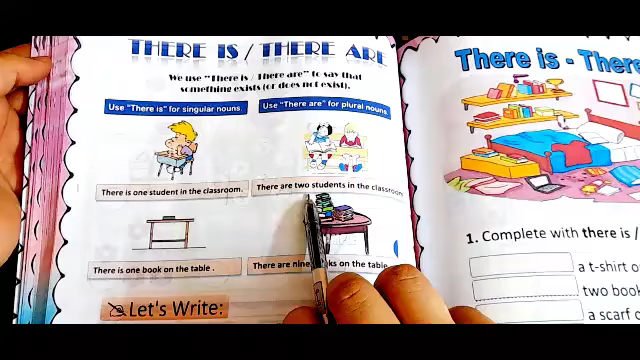 THERE IS / THERE ARE
We use "There is / There are" to say that
something exists (or does not exist).
Use "There is" for singular nouns.
Use "There are" for plural nouns.
There is one student in the classroom.
There are two students in the classroom.
There is one book on the table .
There are nine on the table
Let's Write:
There is - There
1. Complete with there is /
a t-shirt o
two book
a scarf o